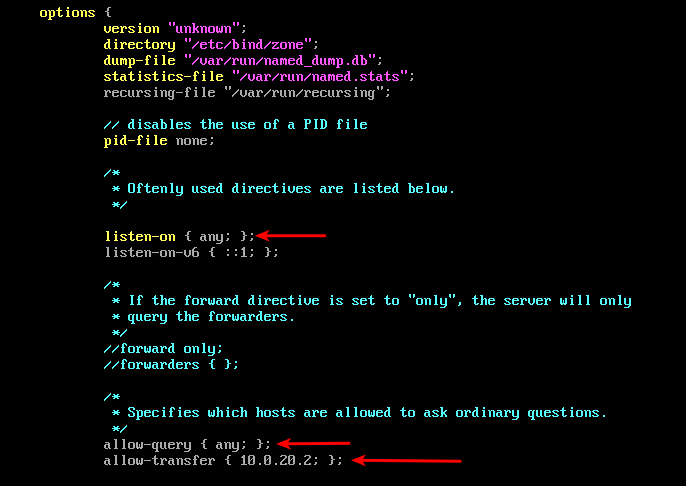 options {
version "unknown";
directory "/etc/bind/zone";
dump-file "/var/run/named_dump.db";
statistics-file "/var/run/named.stats";
recursing-file "/var/run/recursing";
// disables the use of a PID file
pid-file none;
/*
* Oftenly used directives are listed below.
*/
listen-on { any; };
listen-on-v6 { ::1; };
/*
* If the forward directive is set to "only", the server will only
* query the forwarders.
*/
//forward only;
//forwarders { };
/*
* Specifies which hosts are allowed to ask ordinary questions.
*/
allow-query { any; };
allow-transfer { 10.0.20.2; };